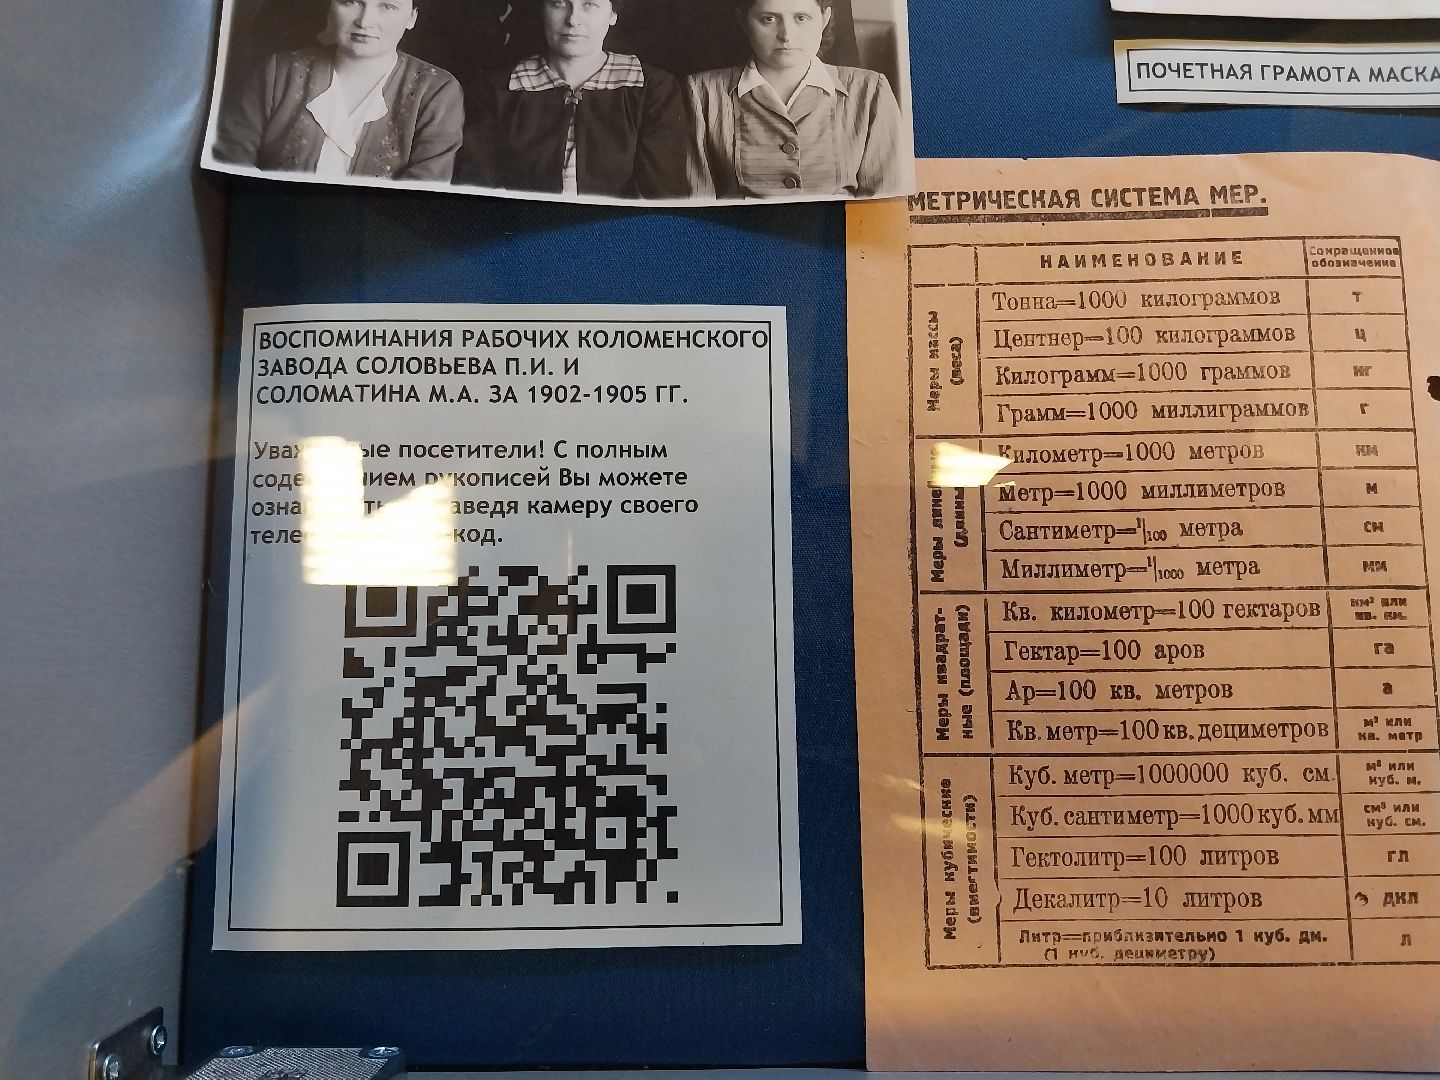 ПОЧЕТНАЯ ГРАМОТА МАСКА
ВОСПОМИНАНИЯ РАБОЧИХ КОЛОМЕНСКОГО
ЗАВОДА СОЛОВЬЕВА П.И. И
СОЛОМАТИНА М.А. ЗА 1902-1905 ГГ.
посетители! С полным
рукописей Вы можете
камеру своего
код.
МЕТРИЧЕСКАЯ СИСТЕМА МЕР.
НАИМЕНОВАНИЕ
Сокращенное
обозначение
Меры массы
(веса)
Тонна=1000 килограммов т
Центнер=100 килограммов ц
Килограмм=1000 граммов кг
Грамм=1000 миллиграммов г
Меры
Километр=1000 метров км
Метр=1000 миллиметров м
Сантиметр=1/100 метра см
Миллиметр=1/1000 метра мм
Меры квадрат-
ные (площади)
Кв. километр=100 гектаров км² или
кв. км.
Гектар=100 аров га
Ар=100 кв. метров а
Кв. метр=100 кв. дециметров м² или
кв. метр
Меры кубические
(вместимости)
Куб. метр=1000000 куб. см. м³ или
куб. м.
Куб. сантиметр=1000 куб. мм см³ или
куб. см.
Гектолитр=100 литров гл
Декалитр=10 литров дкл
Литр=приблизительно 1 куб. дм. л
(1 куб. дециметру)